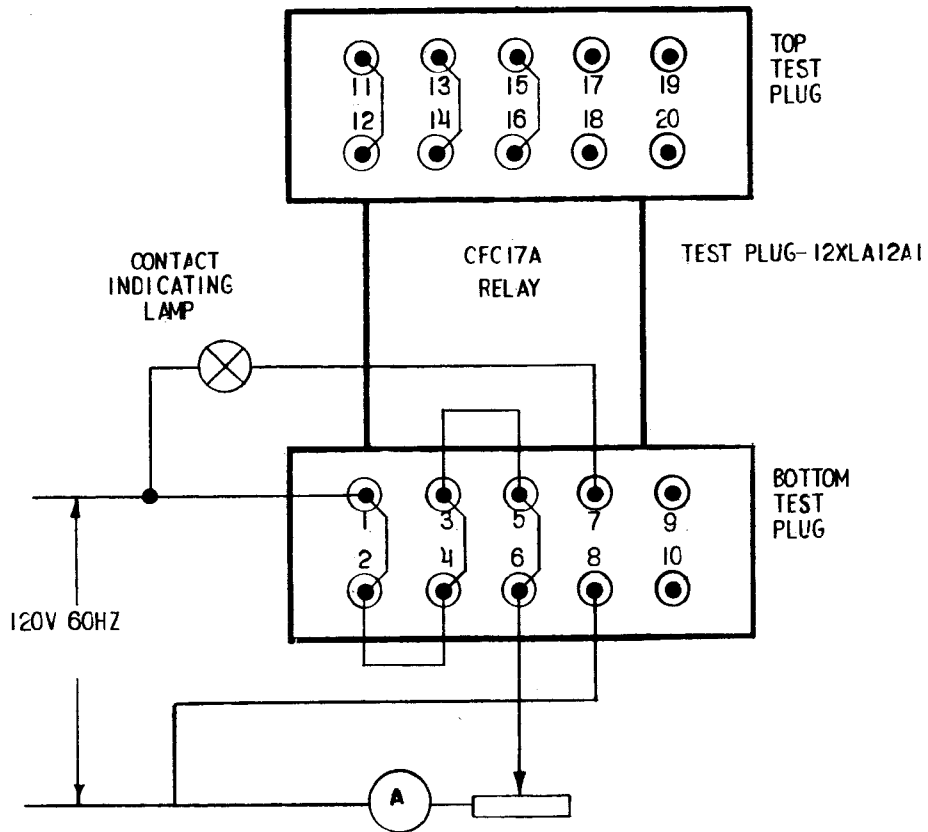 TOP
TEST
PLUG
11 13 15 17 19
12 14 16 18 20
CFC17A
RELAY
TEST PLUG-12XLA12A1
CONTACT
INDICATING
LAMP
BOTTOM
TEST
PLUG
1 3 5 7 9
2 4 6 8 10
120V 60HZ
A